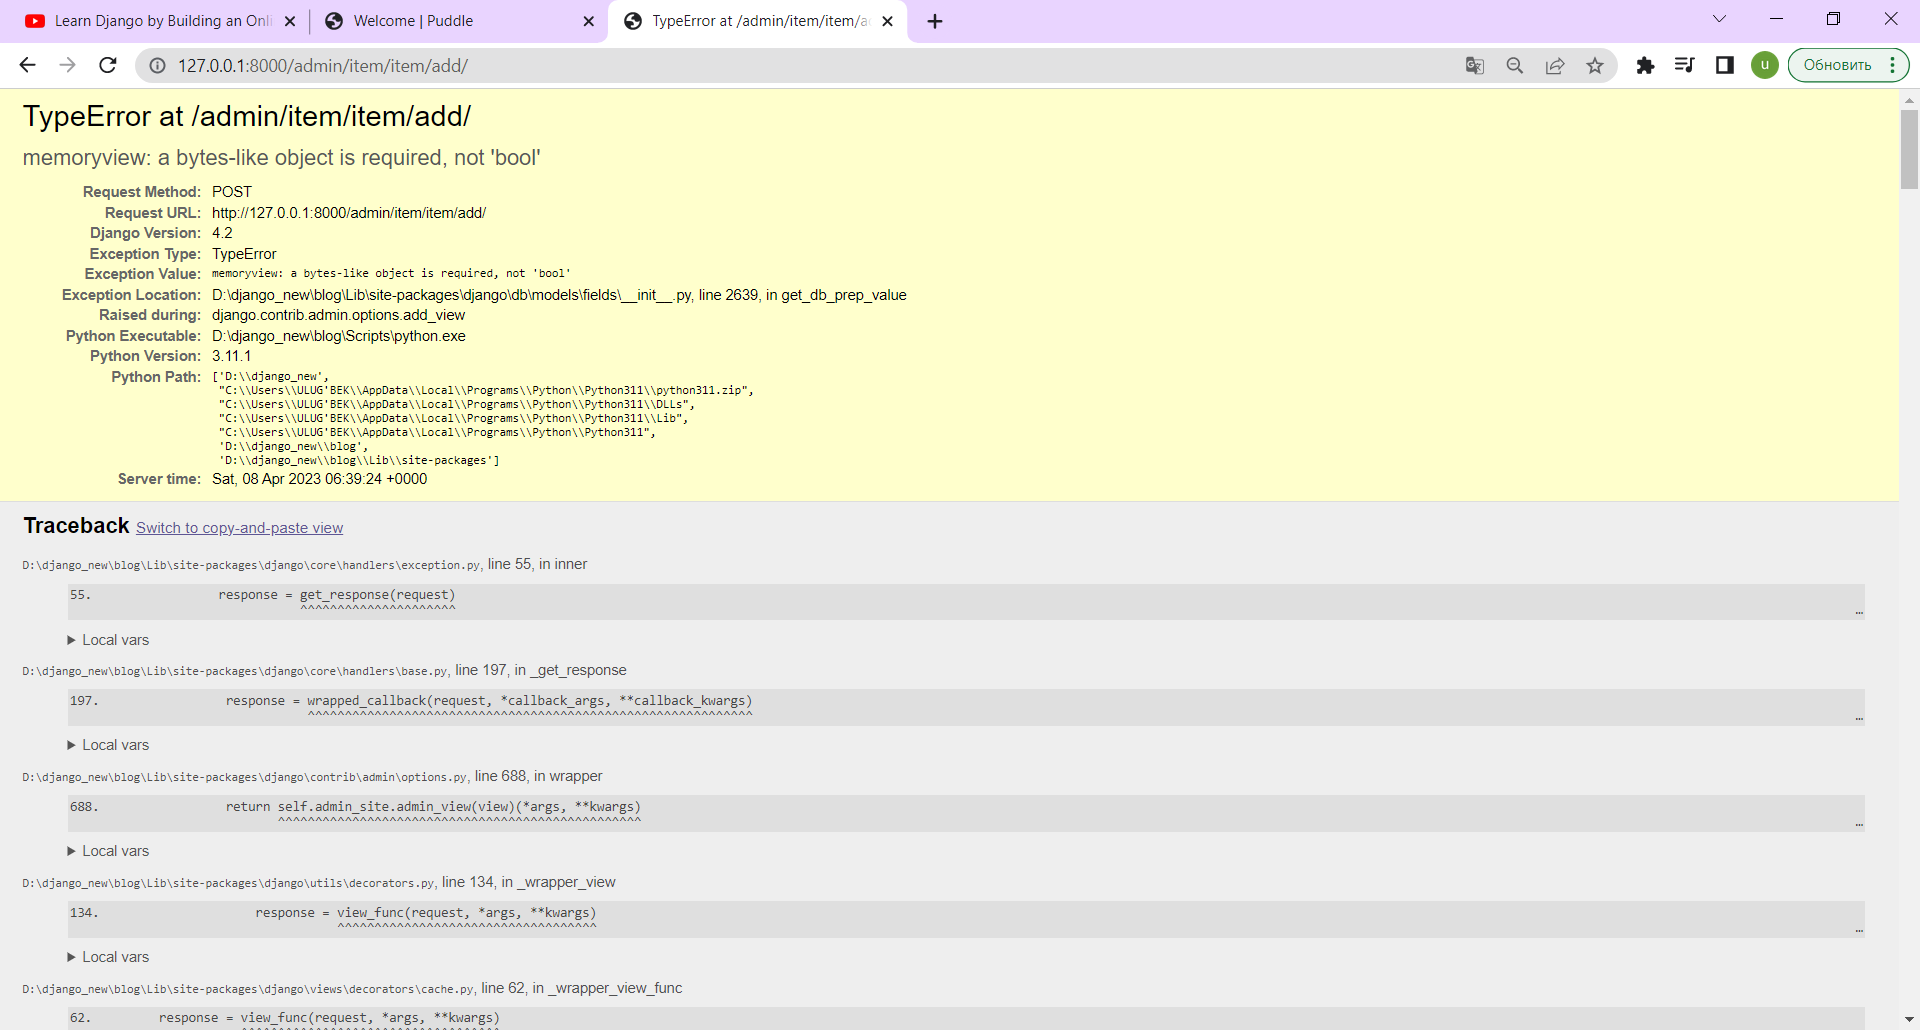 Learn Django by Building an Onl
Welcome | Puddle
TypeError at /admin/item/item/a
127.0.0.1:8000/admin/item/item/add/
u
Обновить
TypeError at /admin/item/item/add/
memoryview: a bytes-like object is required, not 'bool'
Request Method: POST
Request URL: http://127.0.0.1:8000/admin/item/item/add/
Django Version: 4.2
Exception Type: TypeError
Exception Value: memoryview: a bytes-like object is required, not 'bool'
Exception Location: D:\django_new\blog\Lib\site-packages\django\db\models\fields\__init__.py, line 2639, in get_db_prep_value
Raised during: django.contrib.admin.options.add_view
Python Executable: D:\django_new\blog\Scripts\python.exe
Python Version: 3.11.1
Python Path: ['D:\\django_new',
"C:\\Users\\ULUG'BEK\\AppData\\Local\\Programs\\Python\\Python311\\python311.zip",
"C:\\Users\\ULUG'BEK\\AppData\\Local\\Programs\\Python\\Python311\\DLLs",
"C:\\Users\\ULUG'BEK\\AppData\\Local\\Programs\\Python\\Python311\\Lib",
"C:\\Users\\ULUG'BEK\\AppData\\Local\\Programs\\Python\\Python311",
'D:\\django_new\\blog',
'D:\\django_new\\blog\\Lib\\site-packages']
Server time: Sat, 08 Apr 2023 06:39:24 +0000
Traceback Switch to copy-and-paste view
D:\django_new\blog\Lib\site-packages\django\core\handlers\exception.py, line 55, in inner
55. response = get_response(request)
^^^^^^^^^^^^^^^^^^^^^
…
Local vars
D:\django_new\blog\Lib\site-packages\django\core\handlers\base.py, line 197, in _get_response
197. response = wrapped_callback(request, *callback_args, **callback_kwargs)
^^^^^^^^^^^^^^^^^^^^^^^^^^^^^^^^^^^^^^^^^^^^^^^^^^^^^^^^^^^^
…
Local vars
D:\django_new\blog\Lib\site-packages\django\contrib\admin\options.py, line 688, in wrapper
688. return self.admin_site.admin_view(view)(*args, **kwargs)
^^^^^^^^^^^^^^^^^^^^^^^^^^^^^^^^^^^^^^^^^^^^^^^^^
…
Local vars
D:\django_new\blog\Lib\site-packages\django\utils\decorators.py, line 134, in _wrapper_view
134. response = view_func(request, *args, **kwargs)
^^^^^^^^^^^^^^^^^^^^^^^^^^^^^^^^^^^
…
Local vars
D:\django_new\blog\Lib\site-packages\django\views\decorators\cache.py, line 62, in _wrapper_view_func
62. response = view_func(request, *args, **kwargs)